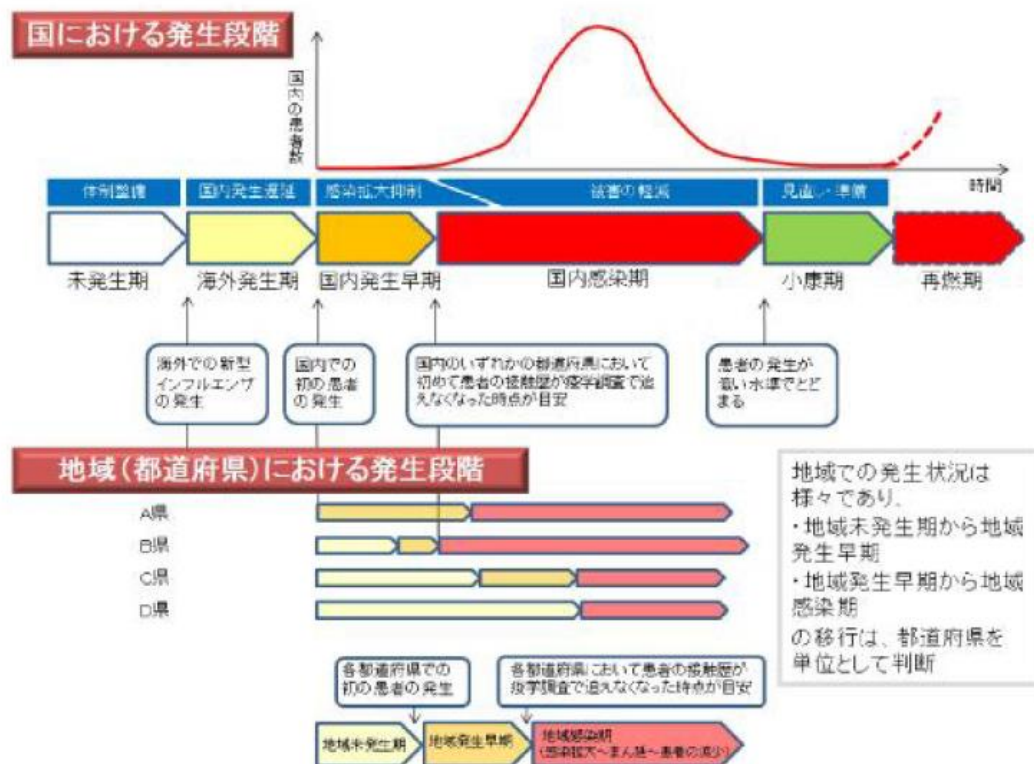 国における発生段階
国内の患者数
時間
体制整備
国内発生遅延
感染拡大抑制
被害の軽減
見直し・準備
未発生期
海外発生期
国内発生早期
国内感染期
小康期
再燃期
海外での新型
インフルエンザ
の発生
国内での
初の患者
の発生
国内のいずれかの都道府県において
初めて患者の接触歴が疫学調査で追
えなくなった時点が目安
患者の発生が
低い水準でとど
まる
地域(都道府県)における発生段階
A県
B県
C県
D県
地域での発生状況は
様々であり、
・地域未発生期から地域
発生早期
・地域発生早期から地域
感染期
の移行は、都道府県を
単位として判断
各都道府県での
初の患者の発生
各都道府県において患者の接触歴が
疫学調査で追えなくなった時点が目安
地域未発生期
地域発生早期
地域感染期
(感染拡大~まん延~患者の減少)